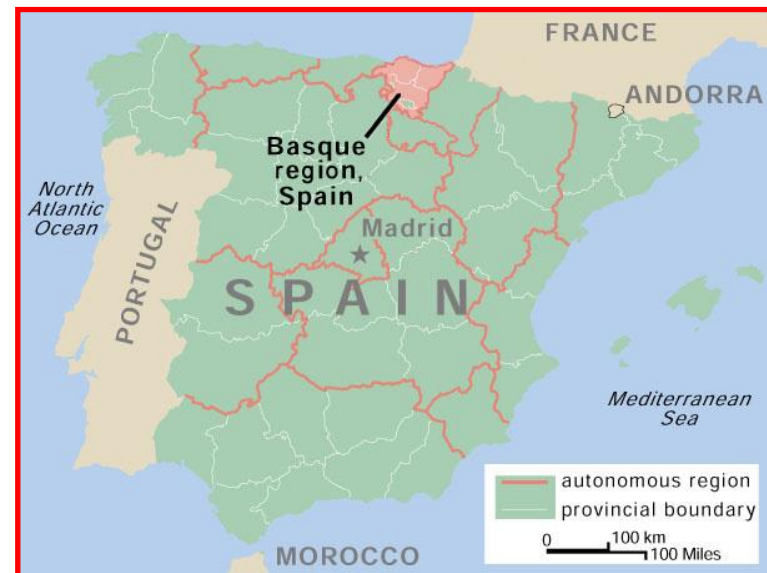 FRANCE
ANDORRA
Basque
region,
Spain
North
Atlantic
Ocean
PORTUGAL
Madrid
SPAIN
Mediterranean
Sea
autonomous region
provincial boundary
0 100 km
100 Miles
MOROCCO